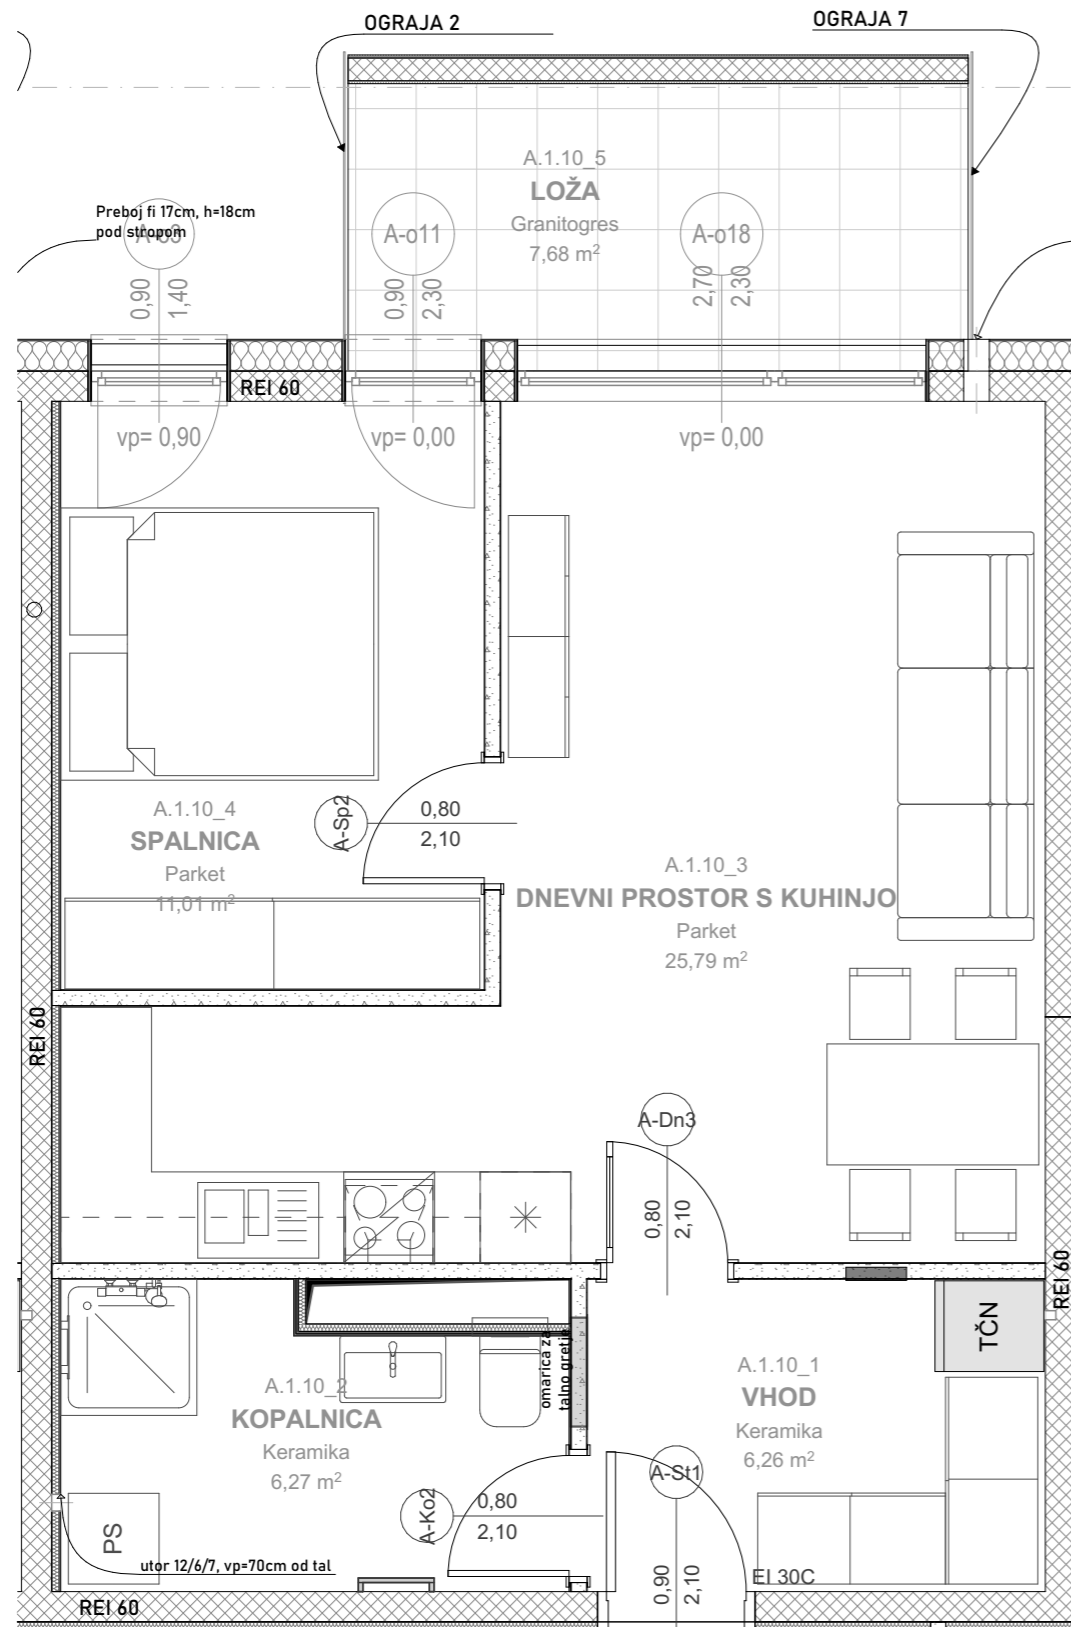 OGRAJA 2
OGRAJA 7
A.1.10_5
LOŽA
Granitogres
7,68 m²
Preboj fi 17cm, h=18cm
pod stropom
A-o3
0,90
1,40
A-o11
0,90
2,30
A-o18
2,70
2,30
REI 60
vp= 0,90
vp= 0,00
vp= 0,00
A.1.10_4
SPALNICA
Parket
11,01 m²
A-Sp2
0,80
2,10
A.1.10_3
DNEVNI PROSTOR S KUHINJO
Parket
25,79 m²
REI 60
A-Dn3
0,80
2,10
REI 60
TČN
omarica za
talno gretje
A.1.10_2
KOPALNICA
Keramika
6,27 m²
A.1.10_1
VHOD
Keramika
6,26 m²
A-St1
0,90
2,10
A-Ko2
0,80
2,10
PS
utor 12/6/7, vp=70cm od tal
EI 30C
REI 60